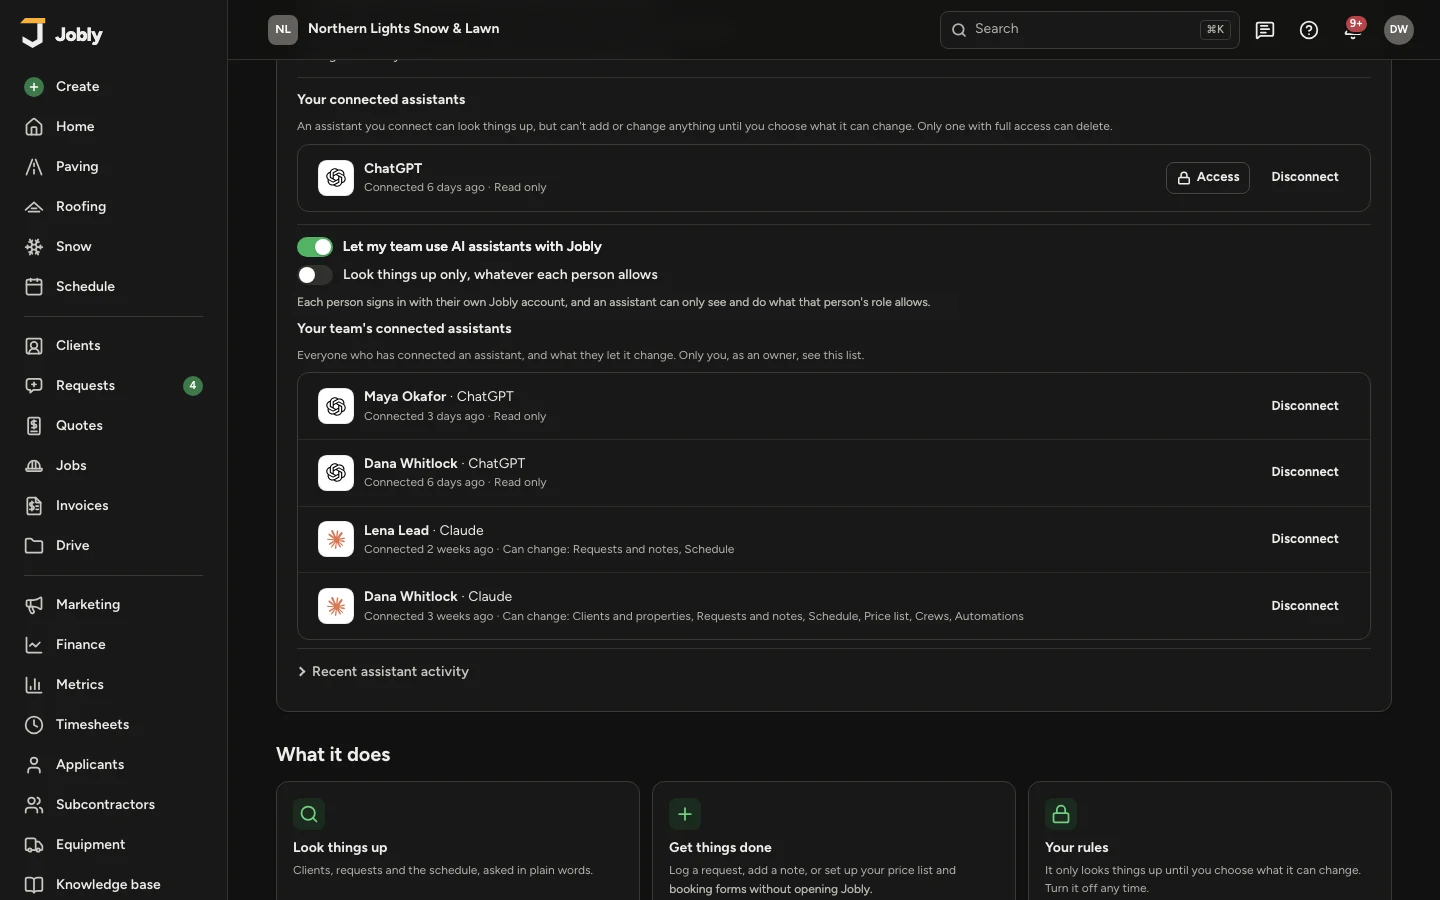 Jobly
NL
Northern Lights Snow & Lawn
Search
⌘K
9+
DW
Create
Home
Paving
Roofing
Snow
Schedule
Clients
Requests
4
Quotes
Jobs
Invoices
Drive
Marketing
Finance
Metrics
Timesheets
Applicants
Subcontractors
Equipment
Knowledge base
Your connected assistants
An assistant you connect can look things up, but can't add or change anything until you choose what it can change. Only one with full access can delete.
ChatGPT
Connected 6 days ago · Read only
Access
Disconnect
Let my team use AI assistants with Jobly
Look things up only, whatever each person allows
Each person signs in with their own Jobly account, and an assistant can only see and do what that person's role allows.
Your team's connected assistants
Everyone who has connected an assistant, and what they let it change. Only you, as an owner, see this list.
Maya Okafor · ChatGPT
Connected 3 days ago · Read only
Disconnect
Dana Whitlock · ChatGPT
Connected 6 days ago · Read only
Disconnect
Lena Lead · Claude
Connected 2 weeks ago · Can change: Requests and notes, Schedule
Disconnect
Dana Whitlock · Claude
Connected 3 weeks ago · Can change: Clients and properties, Requests and notes, Schedule, Price list, Crews, Automations
Disconnect
Recent assistant activity
What it does
Look things up
Clients, requests and the schedule, asked in plain words.
Get things done
Log a request, add a note, or set up your price list and
booking forms without opening Jobly.
Your rules
It only looks things up until you choose what it can change.
Turn it off any time.